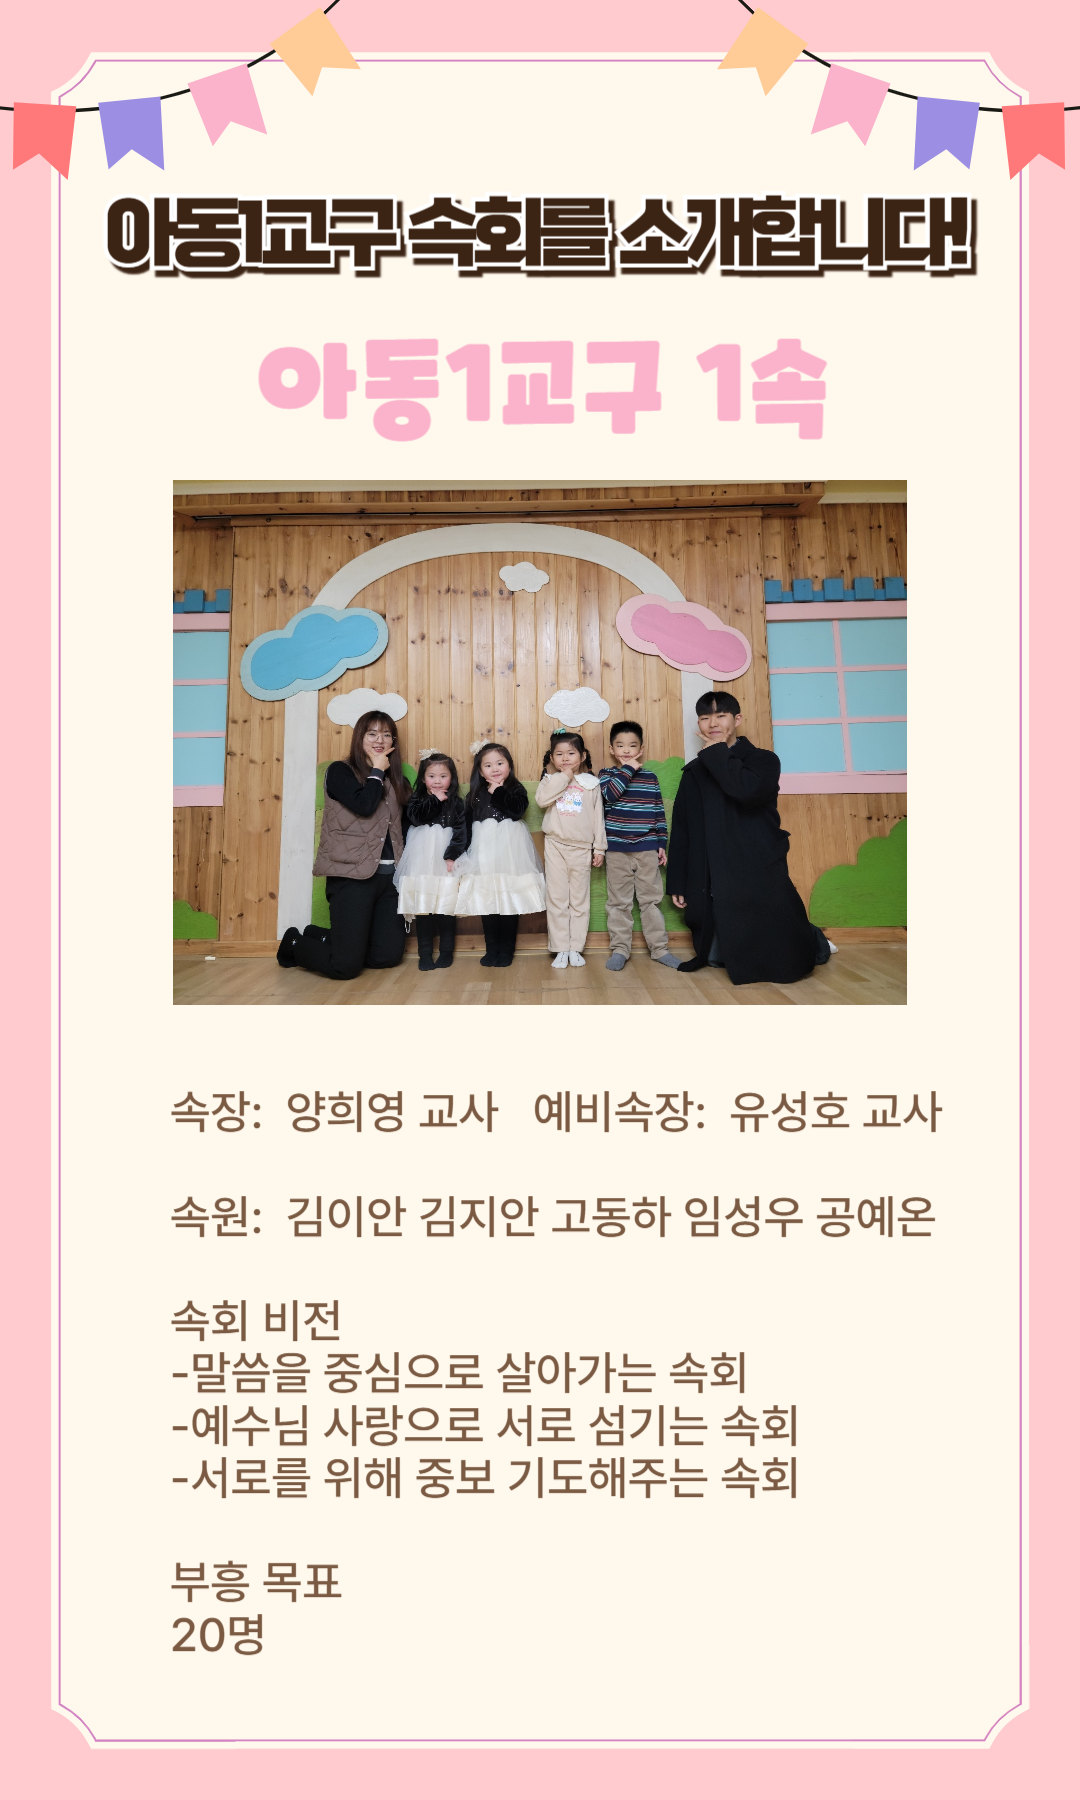 아동1교구 속회를 소개합니다!
아동1교구 1속
속장: 양희영 교사 예비속장: 유성호 교사
속원: 김이안 김지안 고동하 임성우 공예온
속회 비전
-말씀을 중심으로 살아가는 속회
-예수님 사랑으로 서로 섬기는 속회
-서로를 위해 중보 기도해주는 속회
부흥 목표
20명